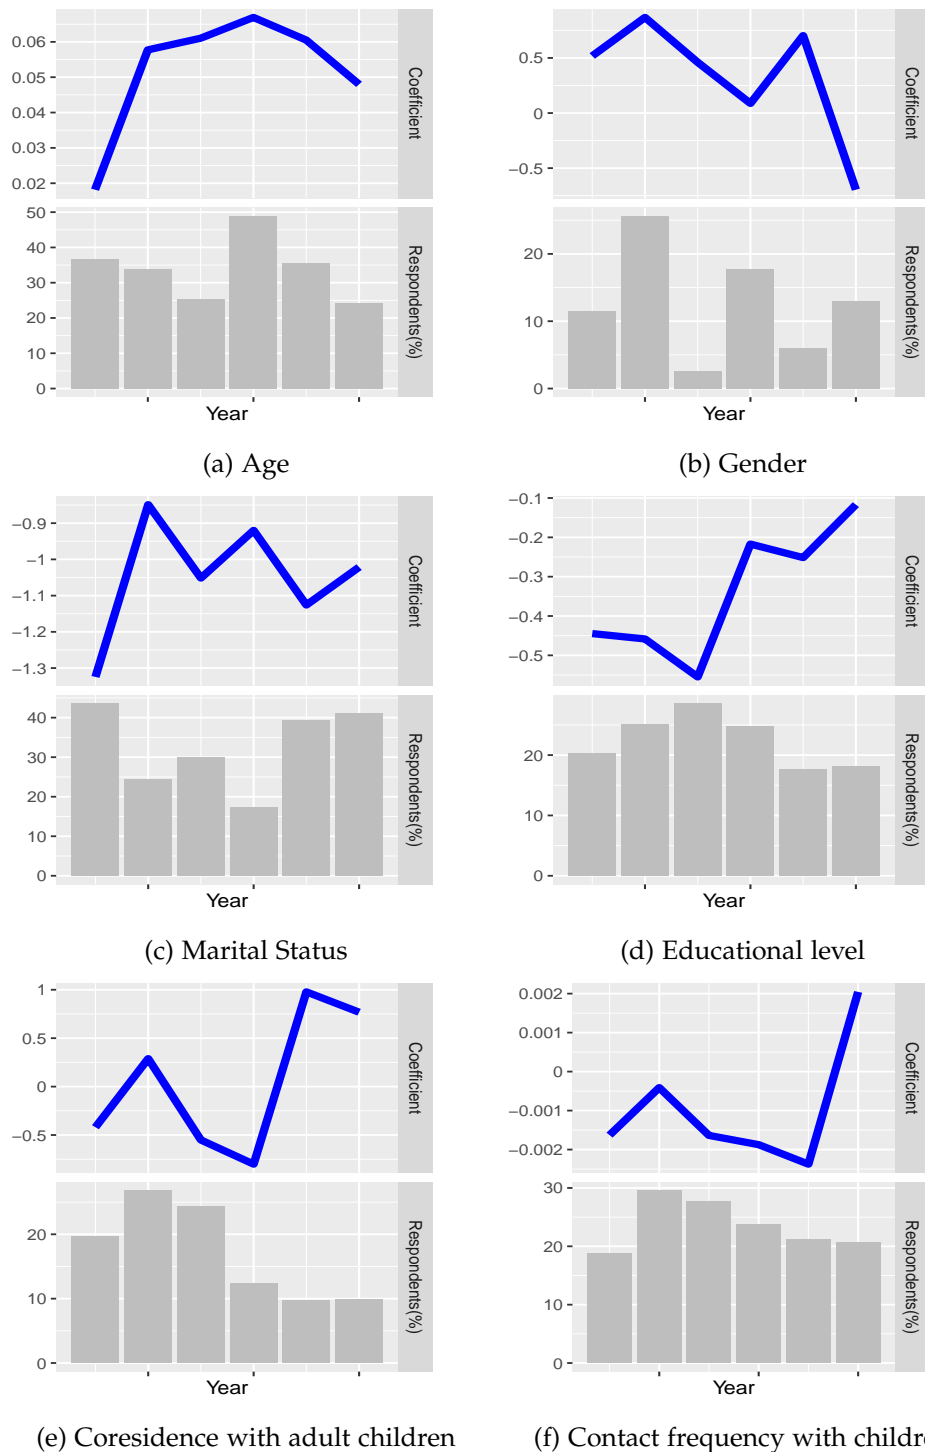 0.06
0.05
0.04
0.03
0.02
Coefficient
50
40
30
20
10
0
Respondents(%)
Year
(a) Age
0.5
0
−0.5
Coefficient
20
10
0
Respondents(%)
Year
(b) Gender
−0.9
−1
−1.1
−1.2
−1.3
Coefficient
40
30
20
10
0
Respondents(%)
Year
(c) Marital Status
−0.1
−0.2
−0.3
−0.4
−0.5
Coefficient
20
10
0
Respondents(%)
Year
(d) Educational level
1
0.5
0
−0.5
Coefficient
20
10
0
Respondents(%)
Year
(e) Coresidence with adult children
0.002
0.001
0
−0.001
−0.002
Coefficient
30
20
10
0
Respondents(%)
Year
(f) Contact frequency with childre